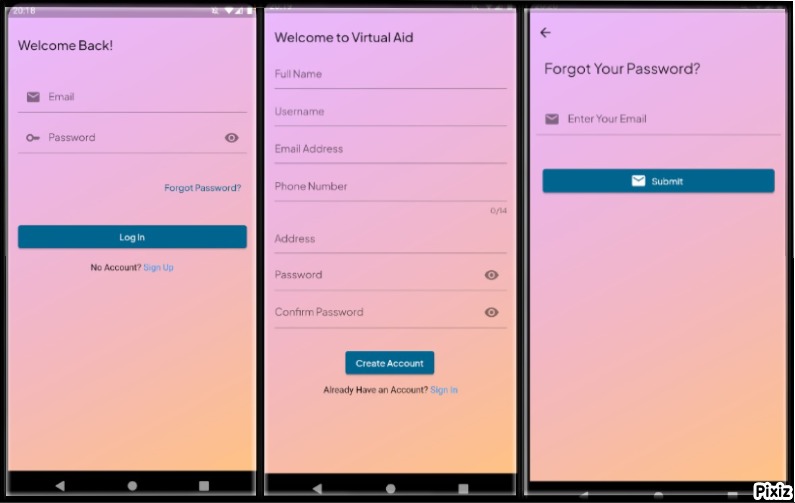 20:18
Welcome Back!
Email
Password
Forgot Password?
Log In
No Account? Sign Up
Welcome to Virtual Aid
Full Name
Username
Email Address
Phone Number
0/14
Address
Password
Confirm Password
Create Account
Already Have an Account? Sign In
Forgot Your Password?
Enter Your Email
Submit
Pixiz